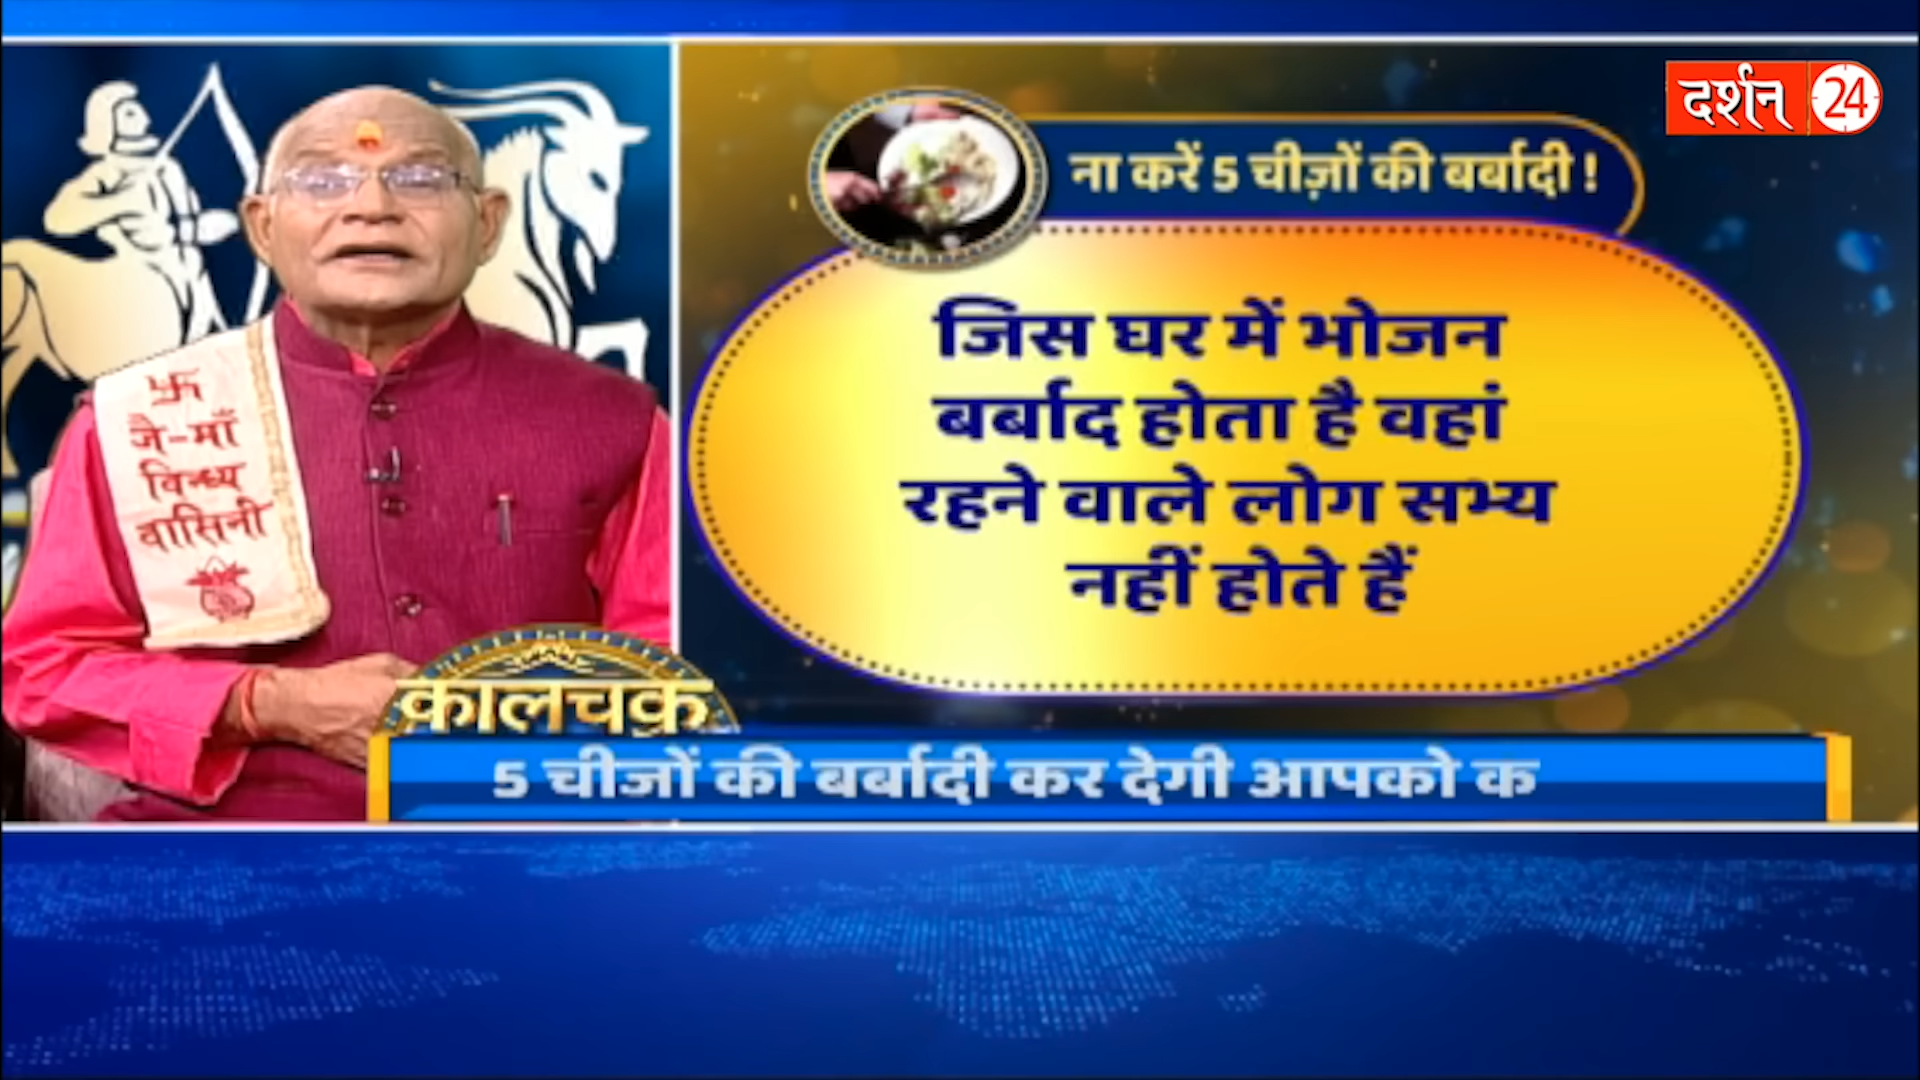 दर्शन 24
ना करें 5 चीज़ों की बर्बादी !
जिस घर में भोजन
बर्बाद होता है वहां
रहने वाले लोग सभ्य
नहीं होते हैं
जै-माँ
विन्ध्य
वासिनी
कालचक्र
5 चीजों की बर्बादी कर देगी आपको क